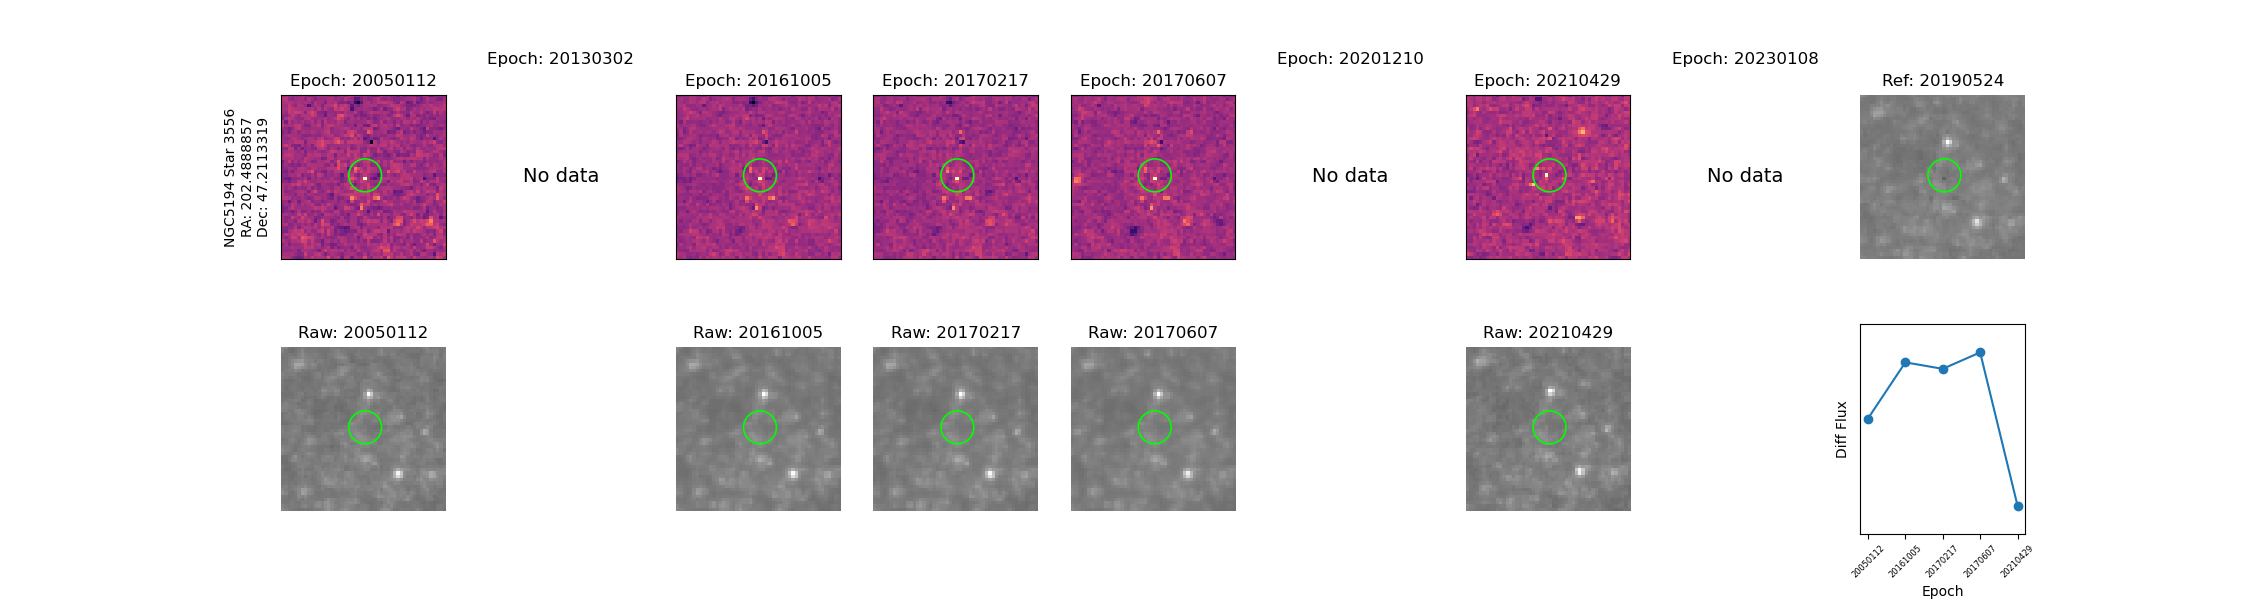 Epoch: 20130302
Epoch: 20201210
Epoch: 20230108
Epoch: 20050112
Epoch: 20161005
Epoch: 20170217
Epoch: 20170607
Epoch: 20210429
Ref: 20190524
NGC5194 Star 3556
RA: 202.4888857
Dec: 47.2113319
No data
No data
No data
Raw: 20050112
Raw: 20161005
Raw: 20170217
Raw: 20170607
Raw: 20210429
Diff Flux
20050112
20161005
20170217
20170607
20210429
Epoch